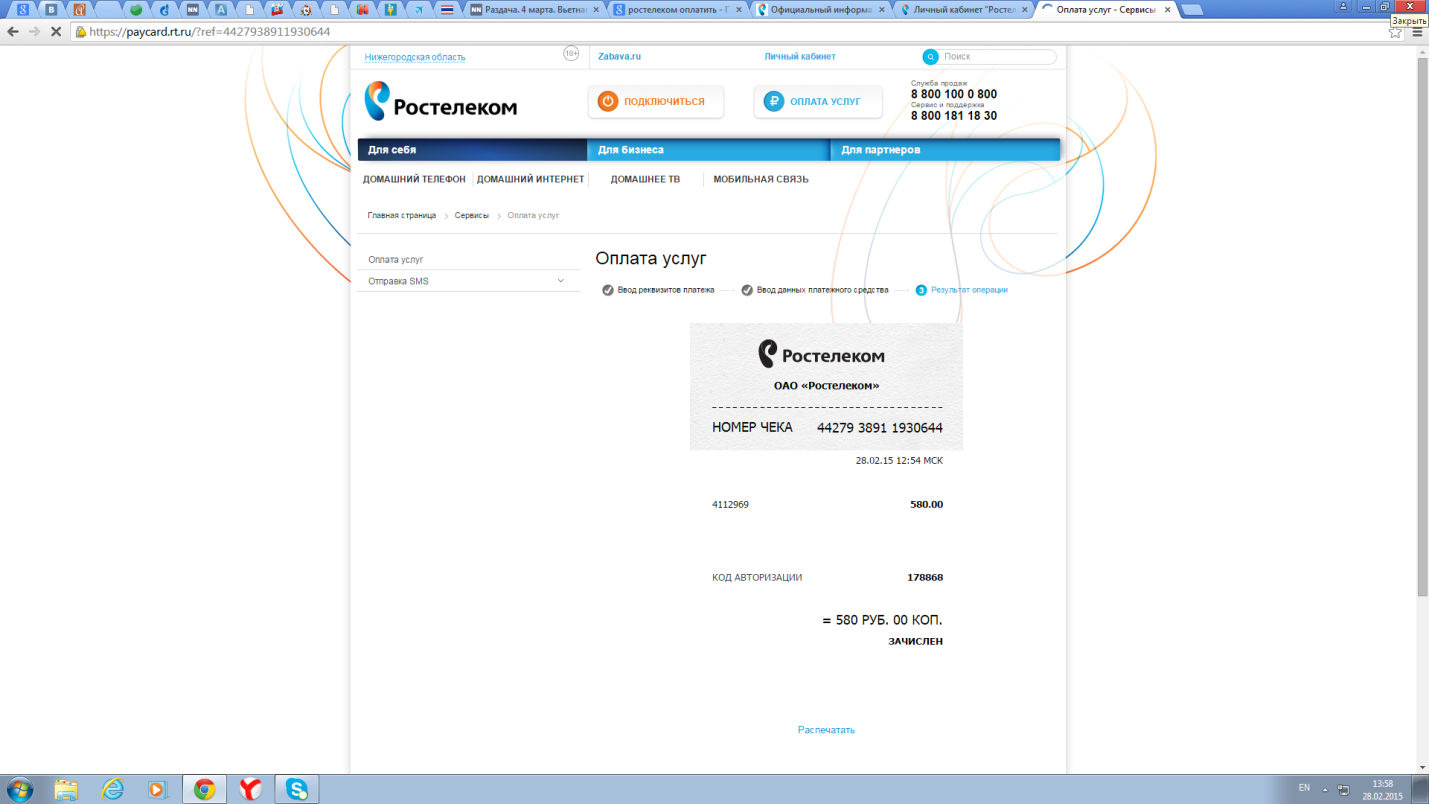 Раздача. 4 марта. Вьетна
ростелеком оплатить - П
Официальный информа
Личный кабинет "Ростел
Оплата услуг - Сервисы
Закрыть
https://paycard.rt.ru/?ref=4427938911930644
Нижегородская область
18+
Zabava.ru
Личный кабинет
Поиск
Ростелеком
ПОДКЛЮЧИТЬСЯ
ОПЛАТА УСЛУГ
Служба продаж
8 800 100 0 800
Сервис и поддержка
8 800 181 18 30
Для себя
Для бизнеса
Для партнеров
ДОМАШНИЙ ТЕЛЕФОН
ДОМАШНИЙ ИНТЕРНЕТ
ДОМАШНЕЕ ТВ
МОБИЛЬНАЯ СВЯЗЬ
Главная страница > Сервисы > Оплата услуг
Оплата услуг
Отправка SMS
Оплата услуг
Ввод реквизитов платежа
Ввод данных платежного средства
3 Результат операции
Ростелеком
ОАО «Ростелеком»
НОМЕР ЧЕКА 44279 3891 1930644
28.02.15 12:54 МСК
4112969 580.00
КОД АВТОРИЗАЦИИ 178868
= 580 РУБ. 00 КОП.
ЗАЧИСЛЕН
Распечатать
EN
13:58
28.02.2015